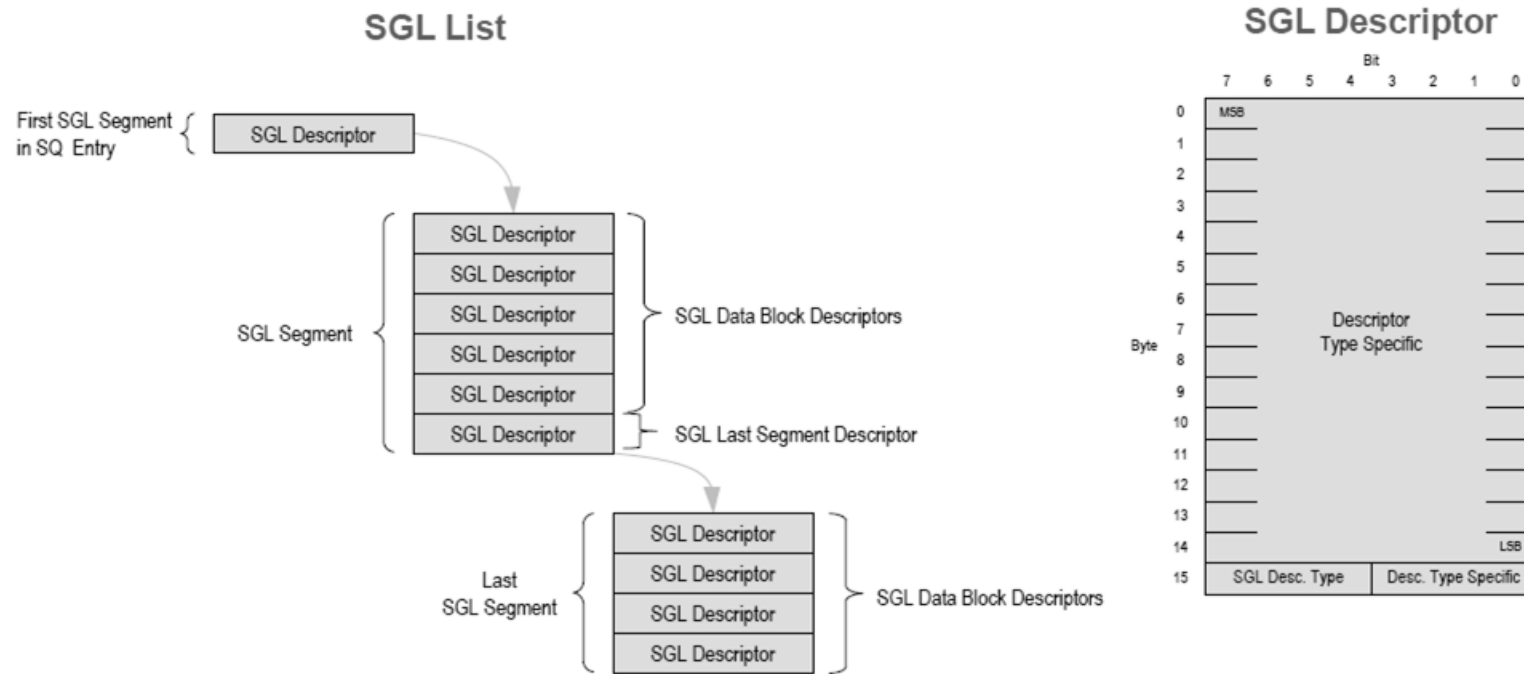 SGL List
First SGL Segment
in SQ Entry
SGL Descriptor
SGL Segment
SGL Descriptor
SGL Descriptor
SGL Descriptor
SGL Descriptor
SGL Descriptor
SGL Descriptor
SGL Data Block Descriptors
SGL Last Segment Descriptor
Last
SGL Segment
SGL Descriptor
SGL Descriptor
SGL Descriptor
SGL Descriptor
SGL Data Block Descriptors
SGL Descriptor
Bit
7 6 5 4 3 2 1 0
0 MSB
1
2
3
4
5
6
7
Byte
8
9
10
11
12
13
14 LSB
Descriptor
Type Specific
15 SGL Desc. Type Desc. Type Specific